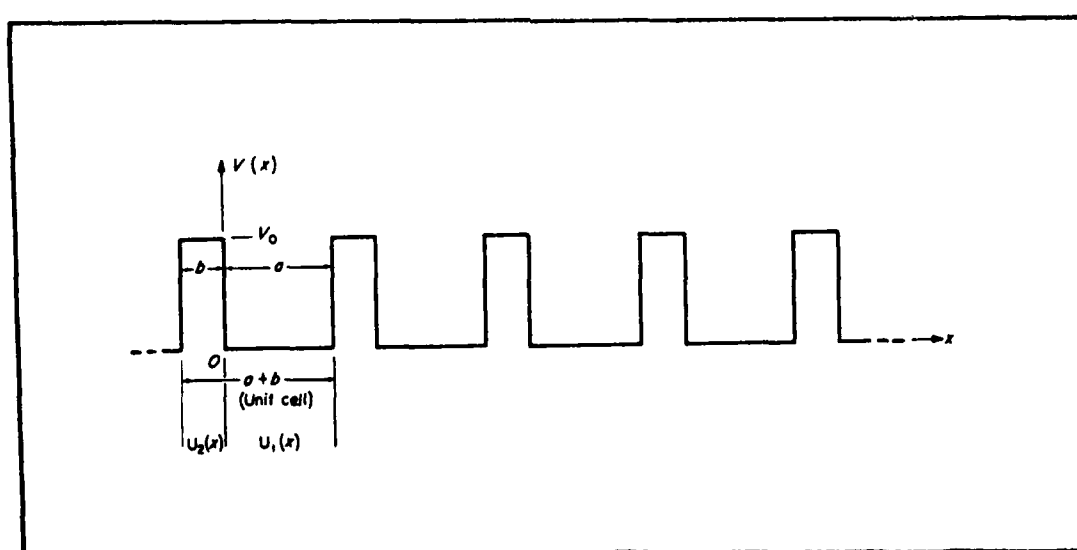 V(x)
V₀
b
a
O
x
a + b
(Unit cell)
U₂(x)
U₁(x)